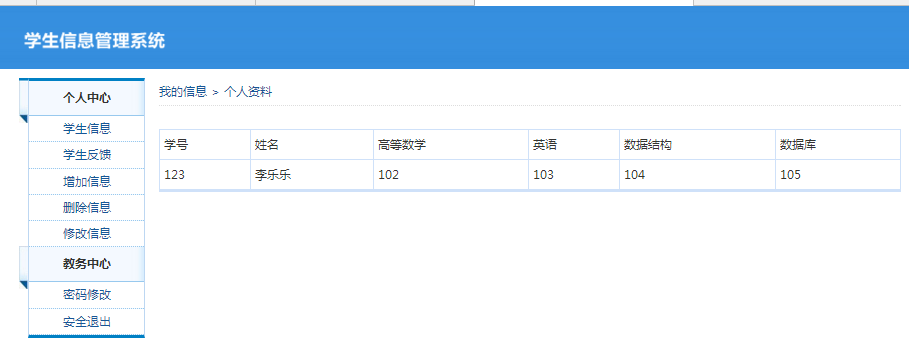 学生信息管理系统
个人中心
学生信息
学生反馈
增加信息
删除信息
修改信息
教务中心
密码修改
安全退出
我的信息 > 个人资料
学号 姓名 高等数学 英语 数据结构 数据库
123 李乐乐 102 103 104 105